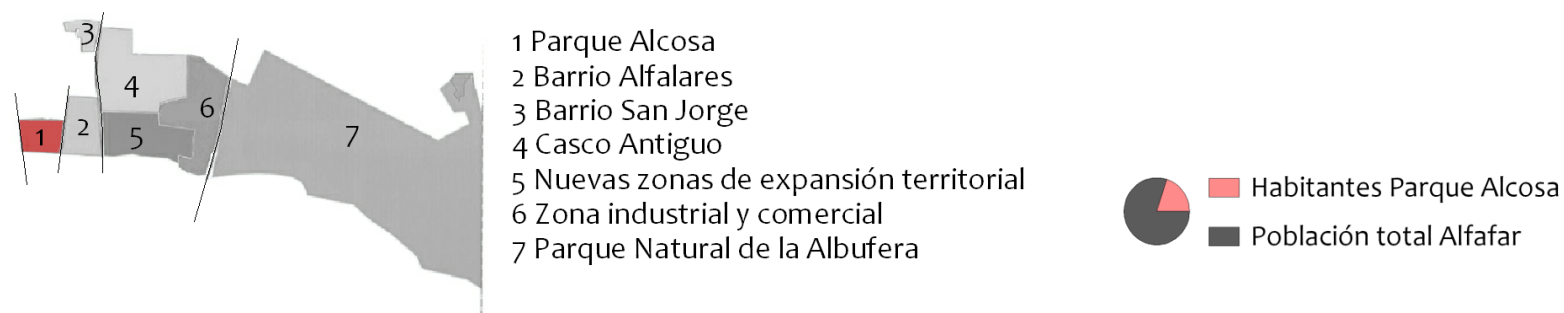 3
4
6
1
2
5
7
1 Parque Alcosa
2 Barrio Alfalares
3 Barrio San Jorge
4 Casco Antiguo
5 Nuevas zonas de expansión territorial
6 Zona industrial y comercial
7 Parque Natural de la Albufera
Habitantes Parque Alcosa
Población total Alfafar